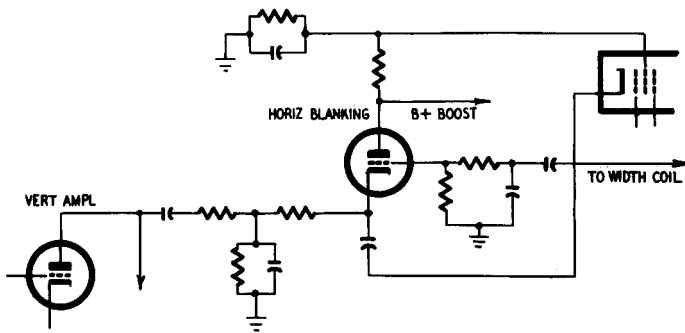 HORIZ BLANKING
B+ BOOST
TO WIDTH COIL
VERT AMPL